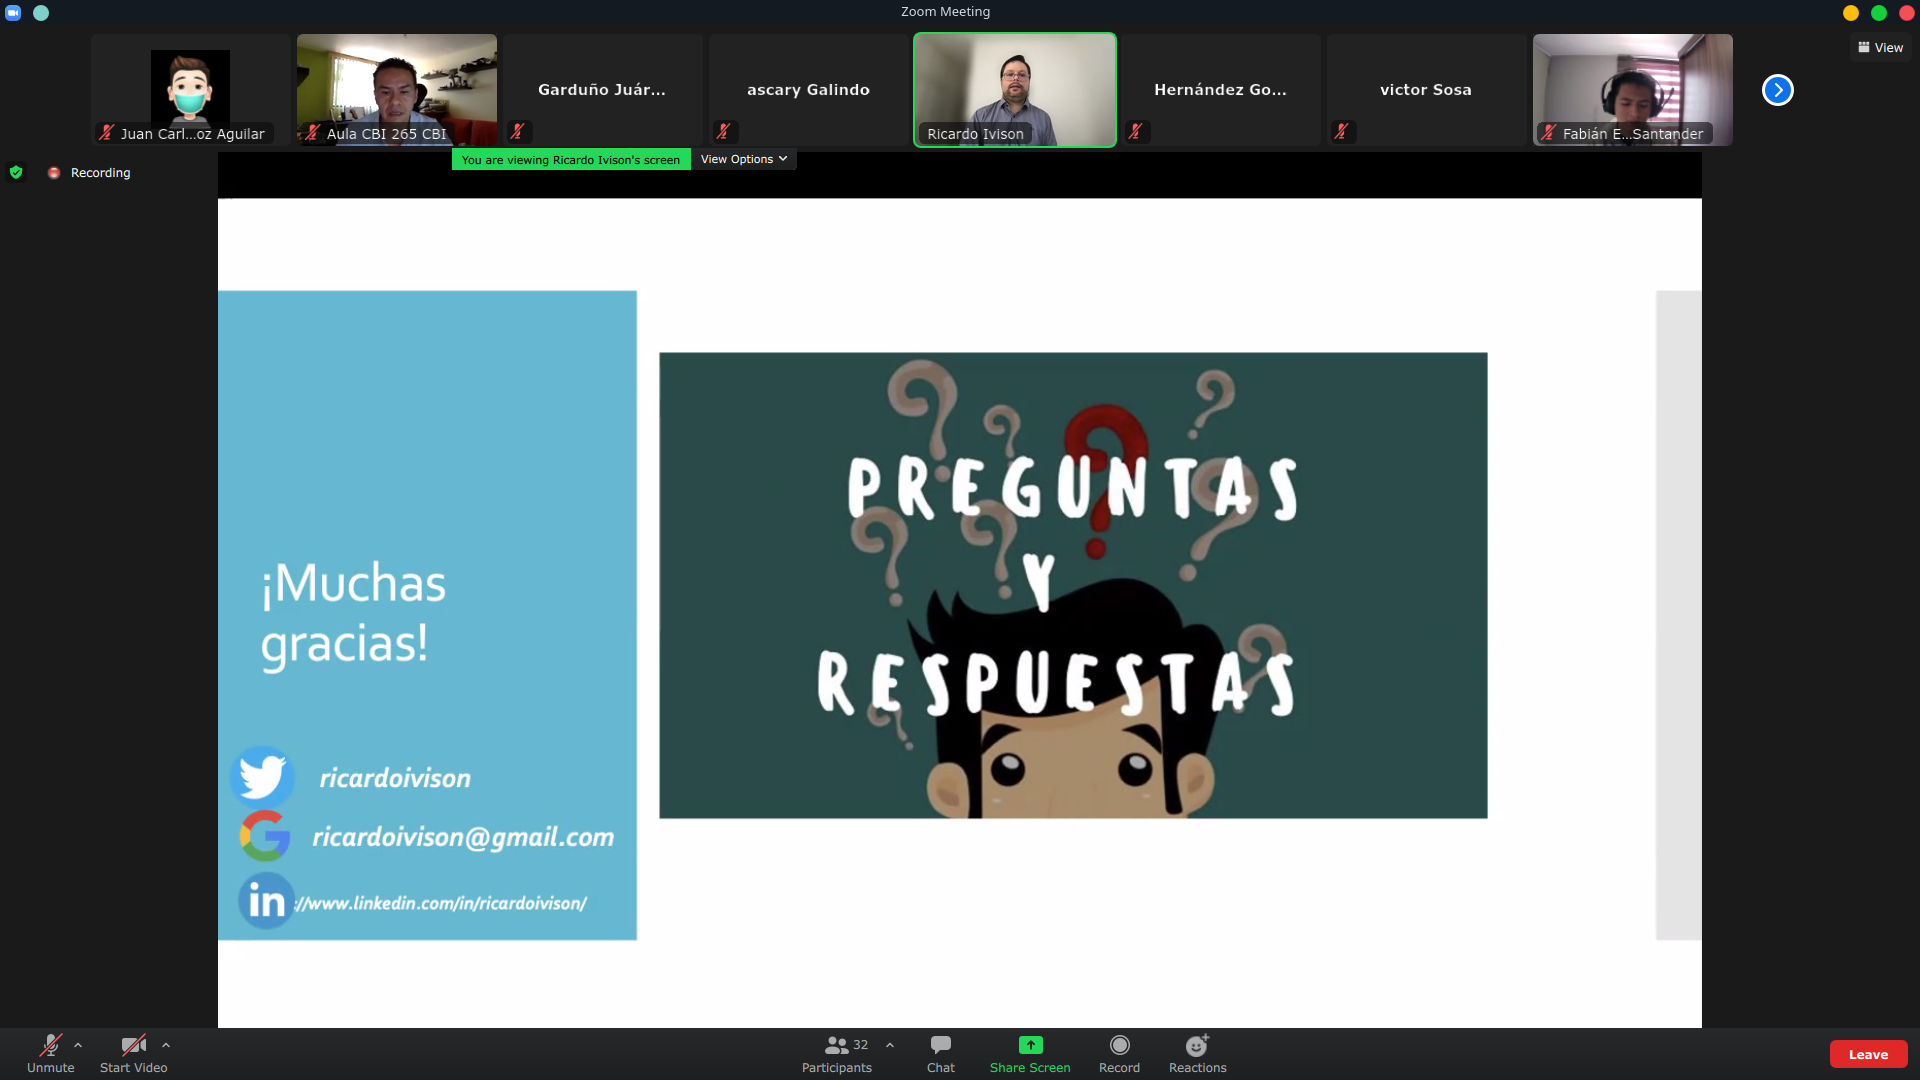 Zoom Meeting
View
Juan Carl...oz Aguilar
Aula CBI 265 CBI
Garduño Juár...
ascary Galindo
Ricardo Ivison
Hernández Go...
victor Sosa
Fabián E...Santander
You are viewing Ricardo Ivison's screen
View Options
Recording
¡Muchas
gracias!
ricardoivison
ricardoivison@gmail.com
in
://www.linkedin.com/in/ricardoivison/
PREGUNTAS
Y
RESPUESTAS
Unmute
Start Video
32
Participants
Chat
Share Screen
Record
Reactions
Leave